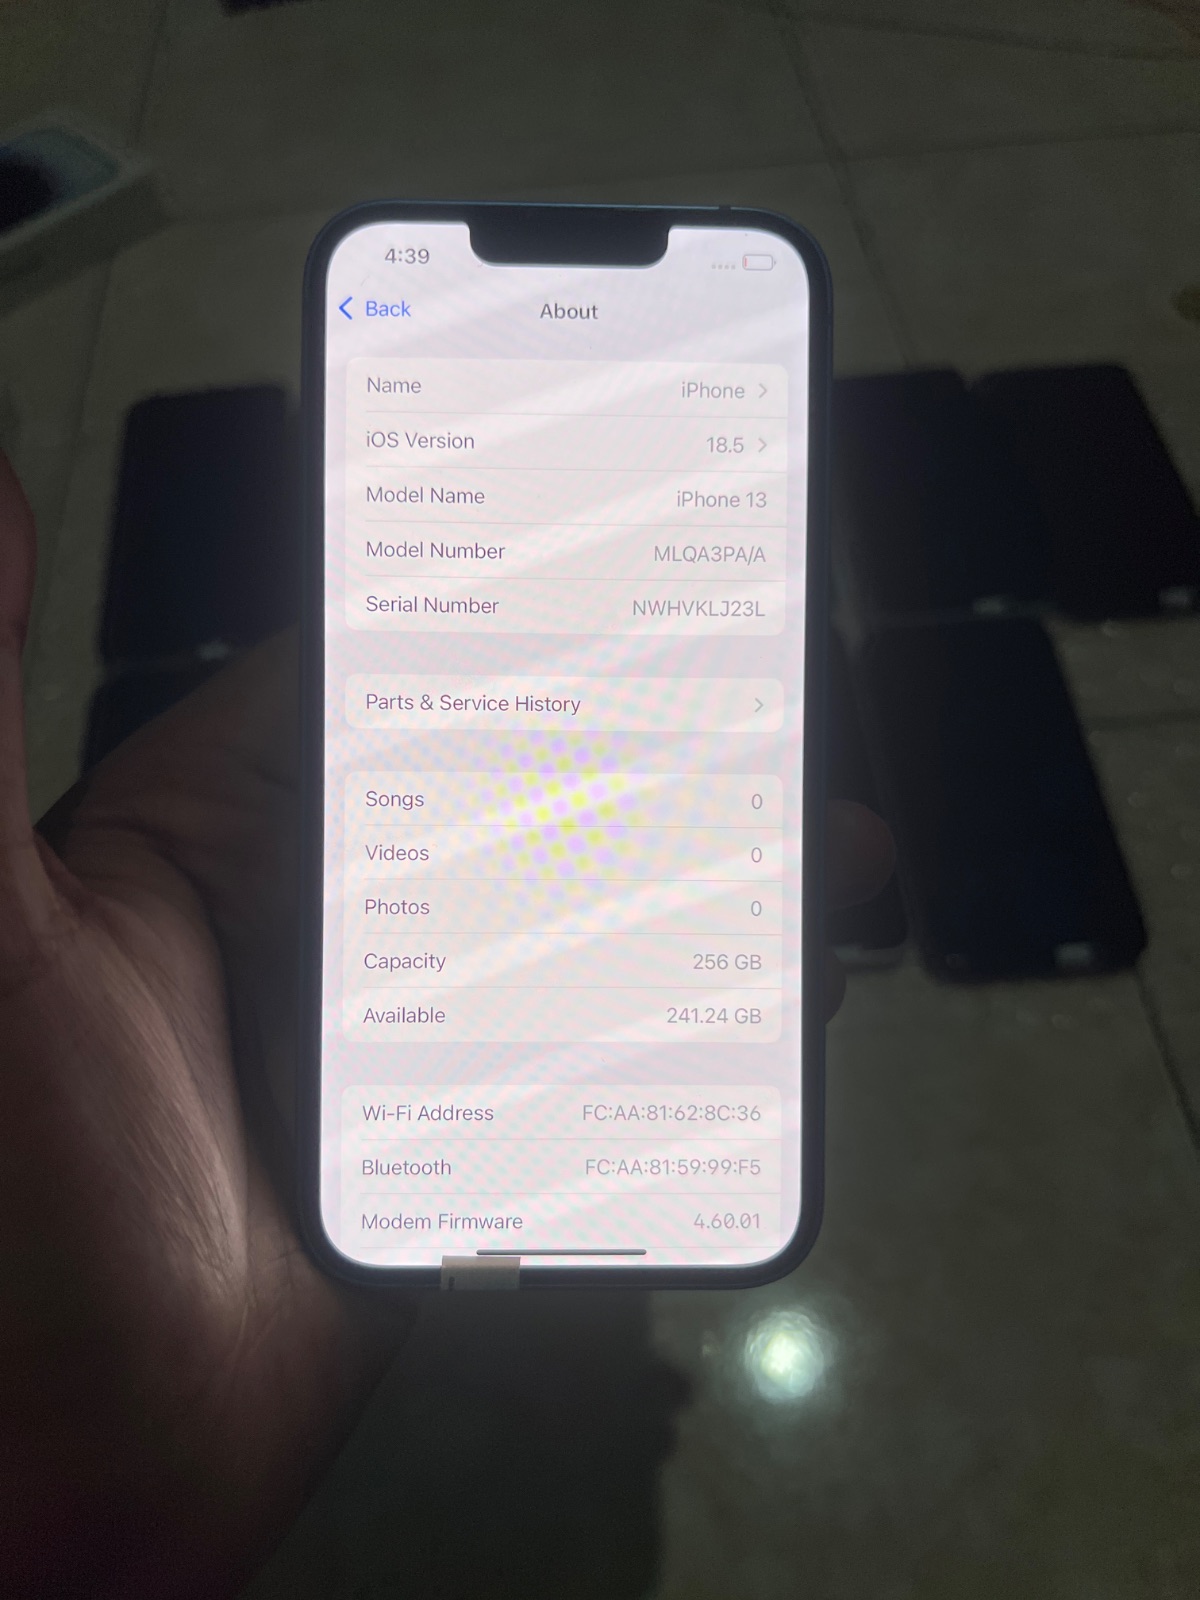 4:39
Back
About
Name iPhone
iOS Version 18.5
Model Name iPhone 13
Model Number MLQA3PA/A
Serial Number NWHVKLJ23L
Parts & Service History
Songs 0
Videos 0
Photos 0
Capacity 256 GB
Available 241.24 GB
Wi-Fi Address FC:AA:81:62:8C:36
Bluetooth FC:AA:81:59:99:F5
Modem Firmware 4.60.01